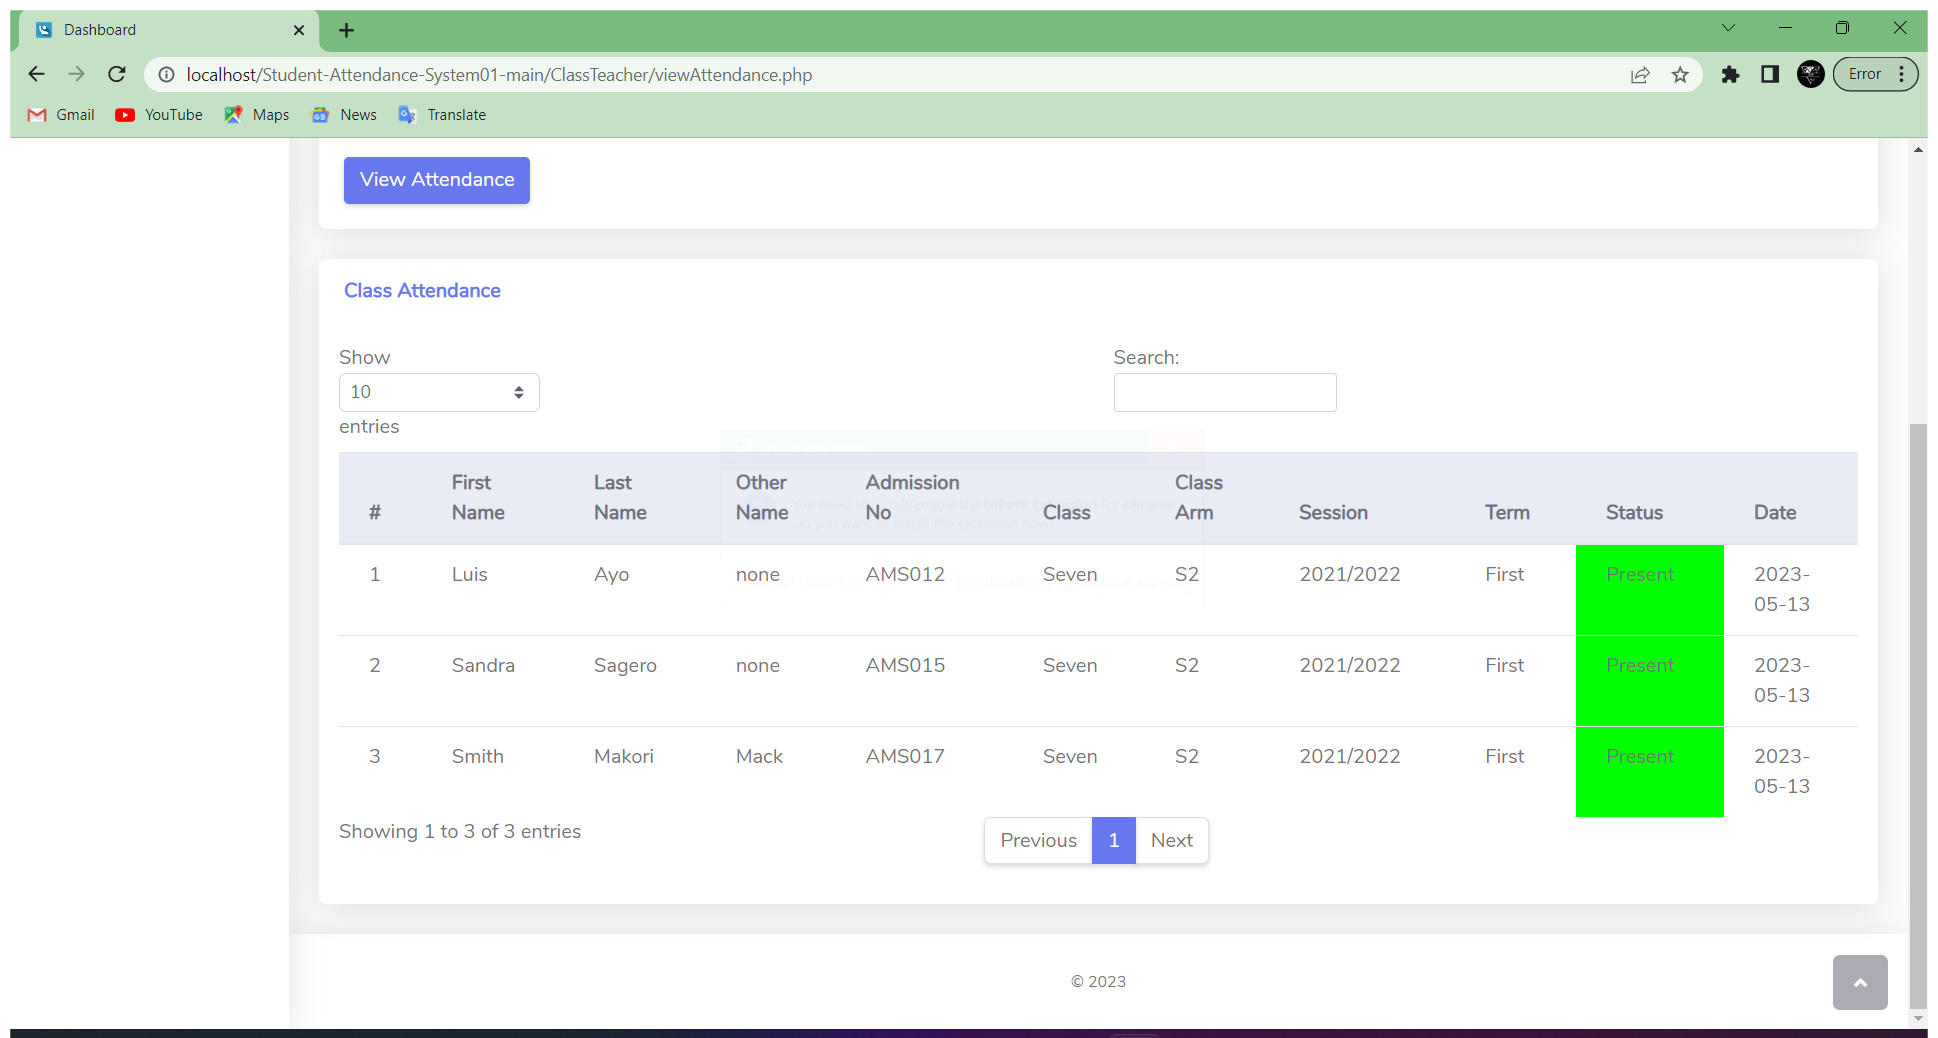 Dashboard
localhost/Student-Attendance-System01-main/ClassTeacher/viewAttendance.php
Error
Gmail YouTube Maps News Translate
View Attendance
Class Attendance
Show
10
entries
Search:
# First Name Last Name Other Name Admission No Class Class Arm Session Term Status Date
1 Luis Ayo none AMS012 Seven S2 2021/2022 First Present 2023-05-13
2 Sandra Sagero none AMS015 Seven S2 2021/2022 First Present 2023-05-13
3 Smith Makori Mack AMS017 Seven S2 2021/2022 First Present 2023-05-13
Showing 1 to 3 of 3 entries
Previous 1 Next
© 2023